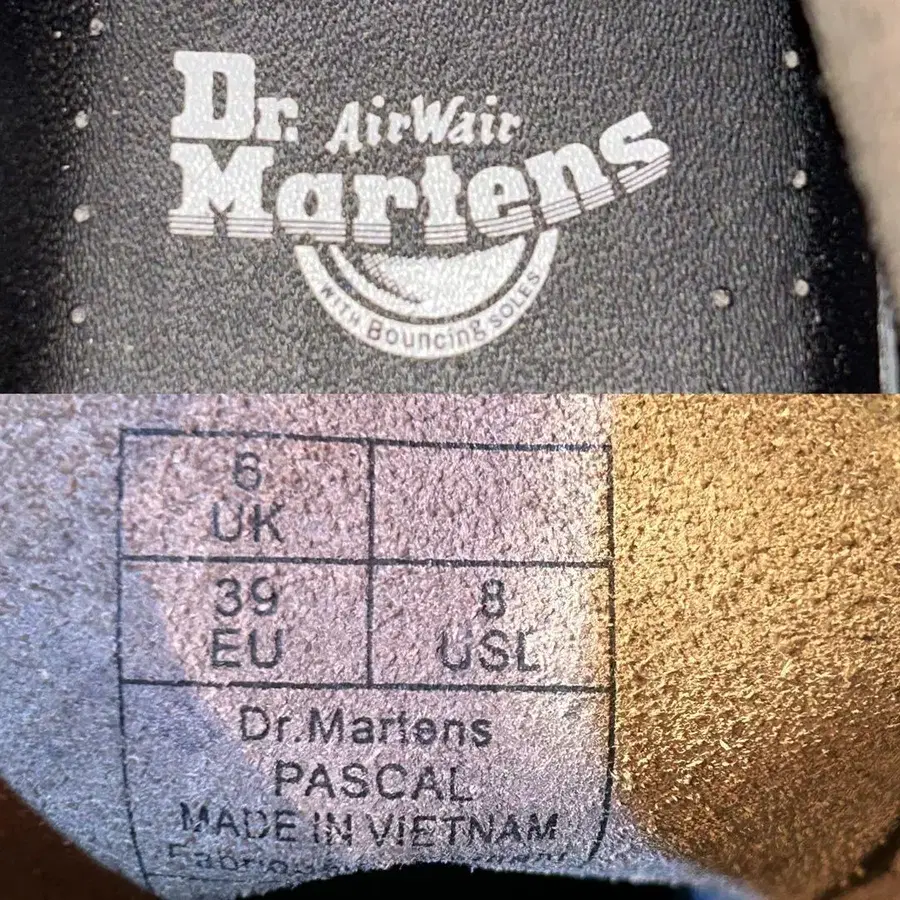 Dr. AirWair
Martens
WITH Bouncing SOLES
6
UK
39
EU
8
USL
Dr.Martens
PASCAL
MADE IN VIETNAM